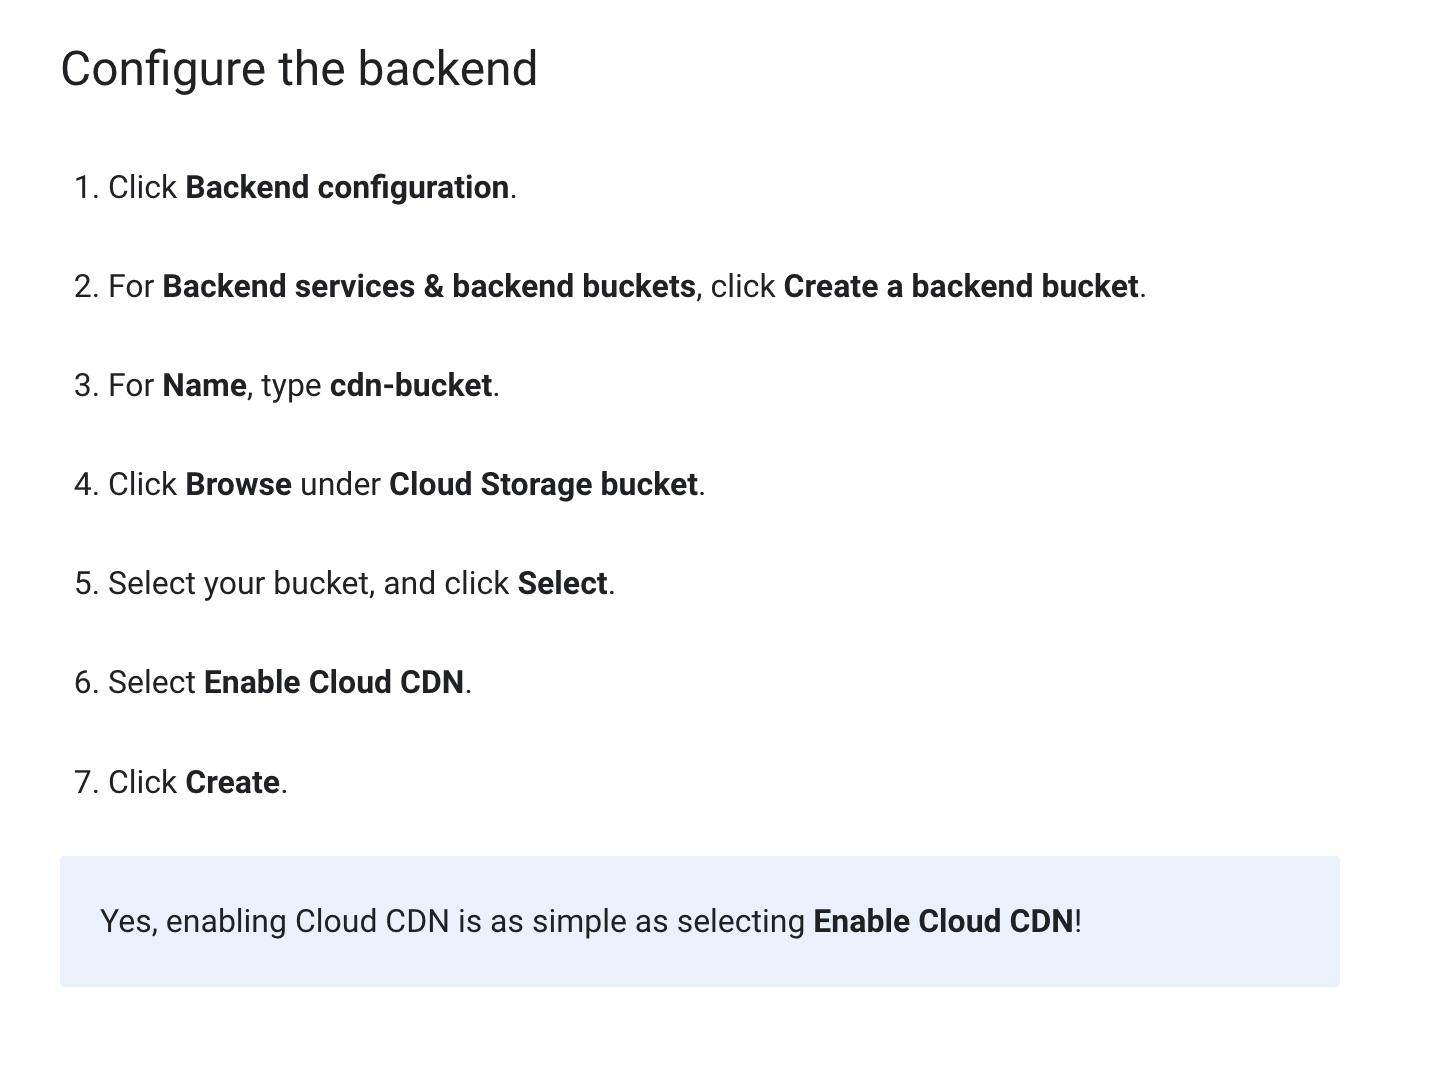 Configure the backend
1. Click Backend configuration.
2. For Backend services & backend buckets, click Create a backend bucket.
3. For Name, type cdn-bucket.
4. Click Browse under Cloud Storage bucket.
5. Select your bucket, and click Select.
6. Select Enable Cloud CDN.
7. Click Create.
Yes, enabling Cloud CDN is as simple as selecting Enable Cloud CDN!